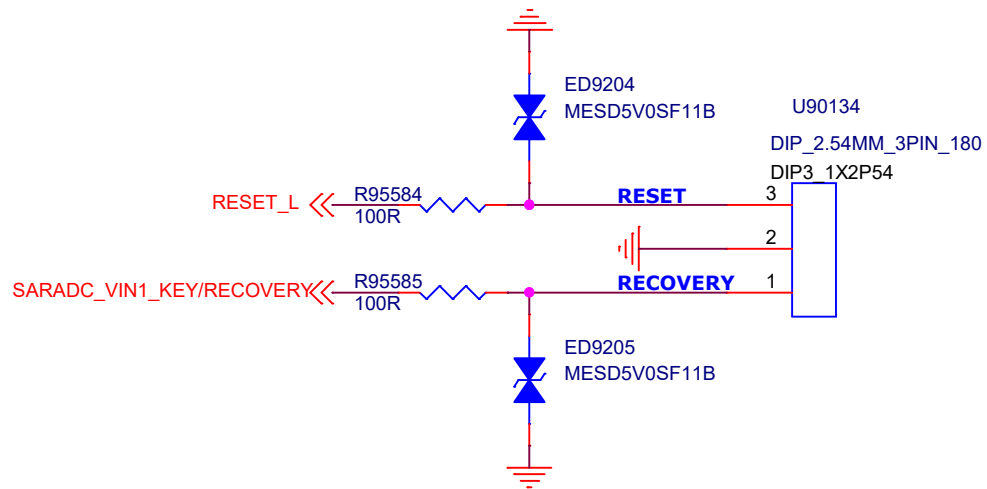 ED9204
MESD5V0SF11B
U90134
DIP_2.54MM_3PIN_180
DIP3_1X2P54
RESET_L
R95584
100R
RESET
3
2
SARADC_VIN1_KEY/RECOVERY
R95585
100R
RECOVERY
1
ED9205
MESD5V0SF11B